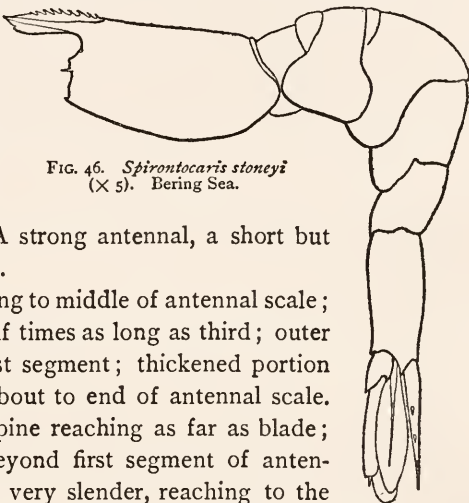 FIG. 46. Spirontocaris stoneyi
(× 5). Bering Sea.
A strong antennal, a short but
ing to middle of antennal scale;
lf times as long as third; outer
st segment; thickened portion
bout to end of antennal scale.
pine reaching as far as blade;
eyond first segment of anten-
very slender, reaching to the